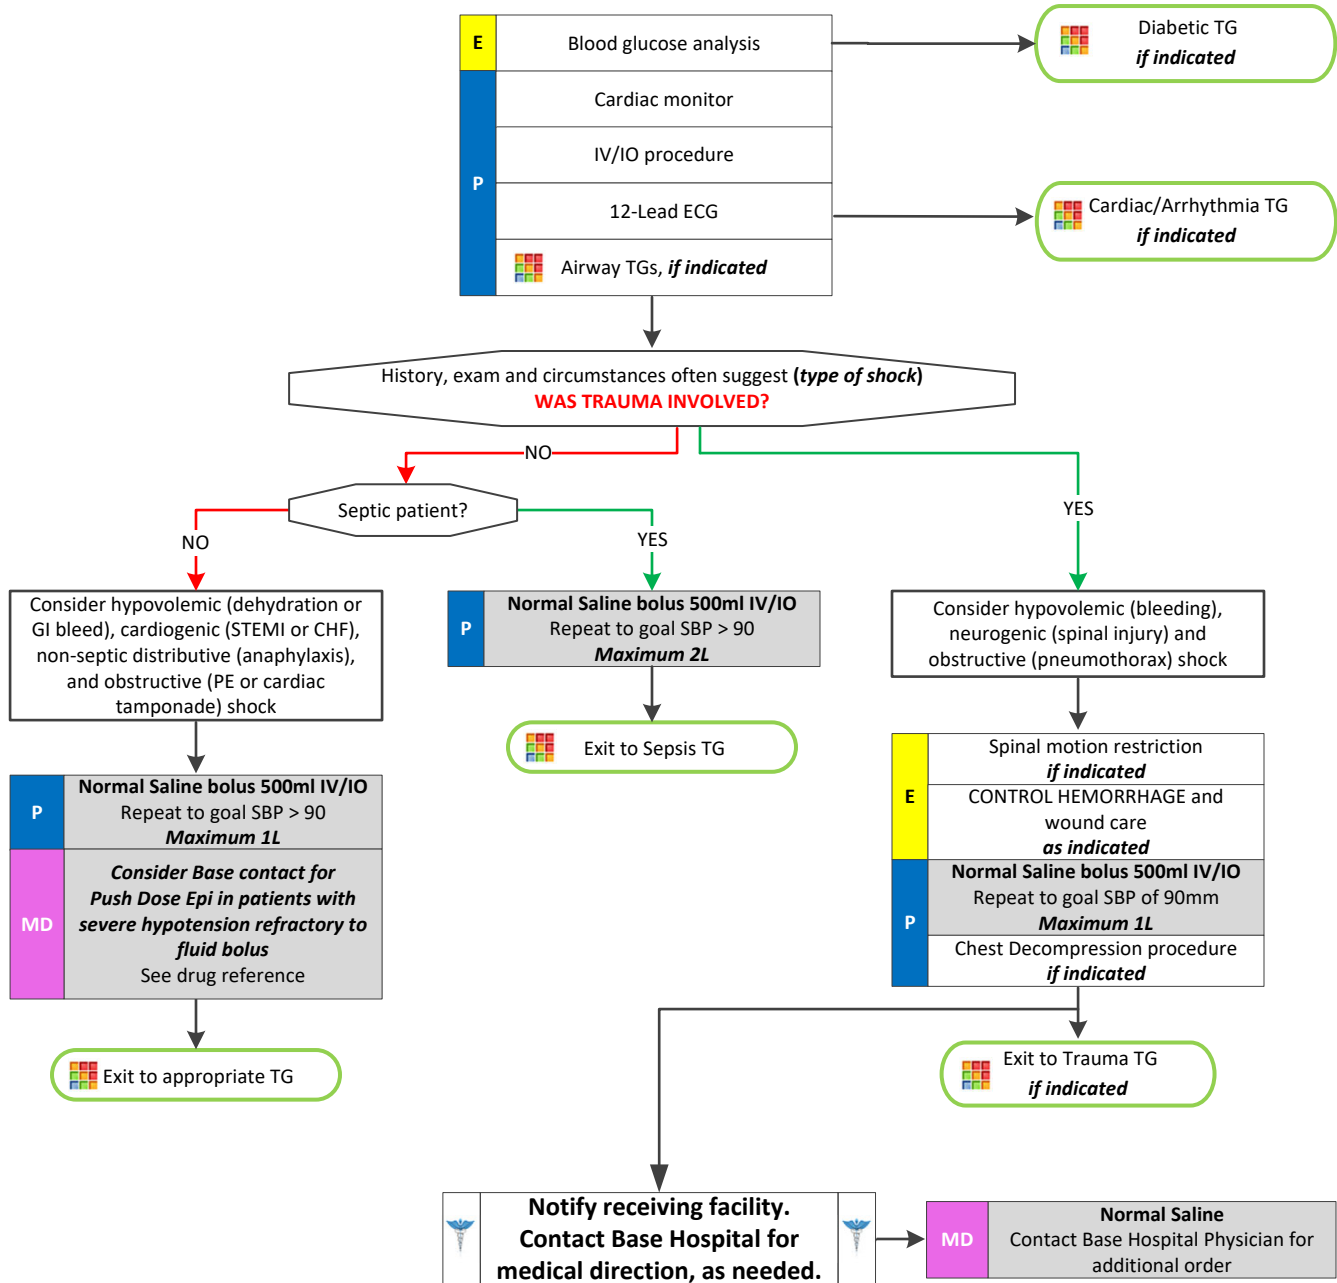 E
Blood glucose analysis
Diabetic TG
if indicated
P
Cardiac monitor
IV/IO procedure
12-Lead ECG
Cardiac/Arrhythmia TG
if indicated
Airway TGs, if indicated
History, exam and circumstances often suggest (type of shock)
WAS TRAUMA INVOLVED?
NO
YES
Septic patient?
NO
YES
Consider hypovolemic (dehydration or
GI bleed), cardiogenic (STEMI or CHF),
non-septic distributive (anaphylaxis),
and obstructive (PE or cardiac
tamponade) shock
P
Normal Saline bolus 500ml IV/IO
Repeat to goal SBP > 90
Maximum 1L
MD
Consider Base contact for
Push Dose Epi in patients with
severe hypotension refractory to
fluid bolus
See drug reference
Exit to appropriate TG
P
Normal Saline bolus 500ml IV/IO
Repeat to goal SBP > 90
Maximum 2L
Exit to Sepsis TG
Consider hypovolemic (bleeding),
neurogenic (spinal injury) and
obstructive (pneumothorax) shock
E
Spinal motion restriction
if indicated
CONTROL HEMORRHAGE and
wound care
as indicated
P
Normal Saline bolus 500ml IV/IO
Repeat to goal SBP of 90mm
Maximum 1L
Chest Decompression procedure
if indicated
Exit to Trauma TG
if indicated
Notify receiving facility.
Contact Base Hospital for
medical direction, as needed.
MD
Normal Saline
Contact Base Hospital Physician for
additional order